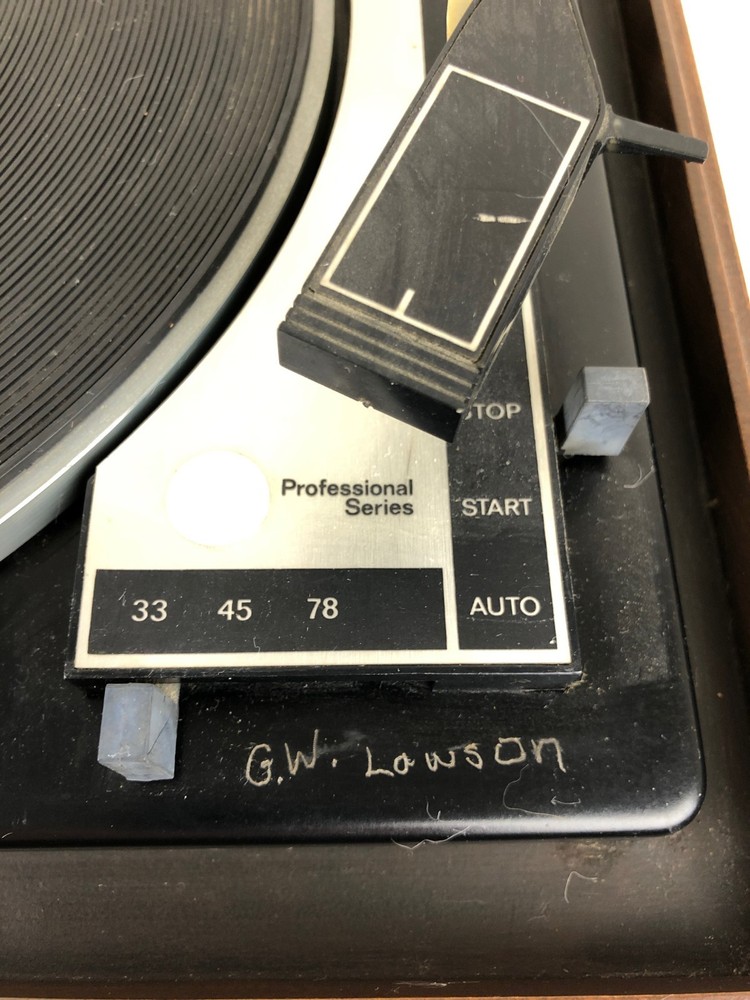 STOP
Professional
Series
START
33 45 78
AUTO
G.W. Lawson